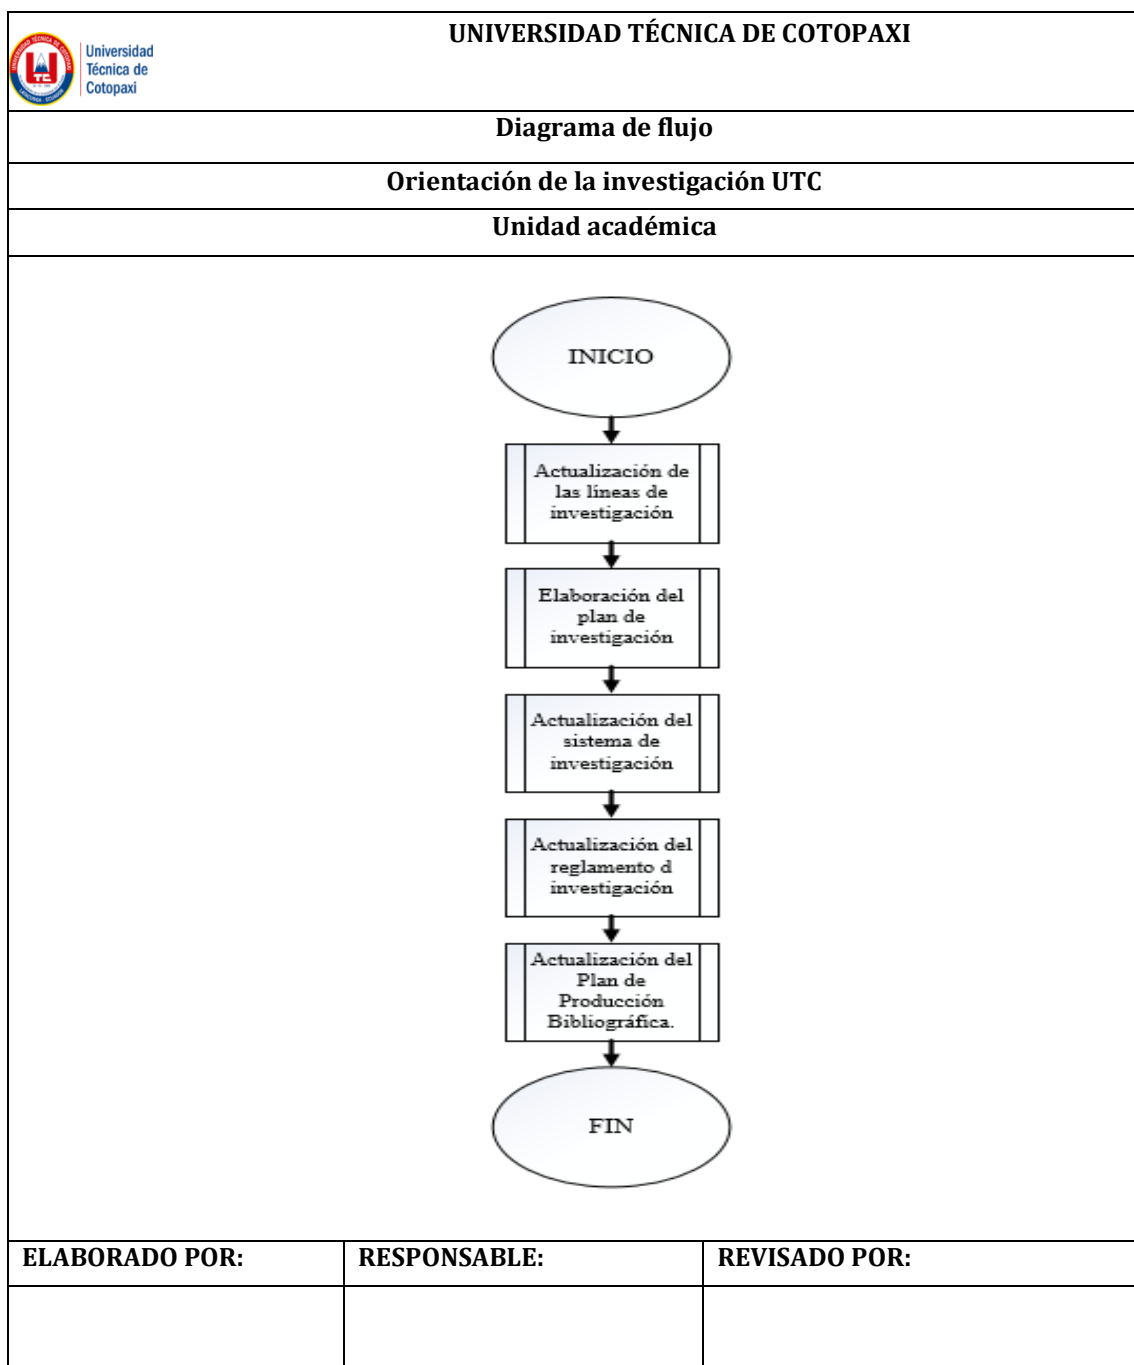 UNIVERSIDAD TÉCNICA DE COTOPAXI
Universidad
Técnica de
Cotopaxi
Diagrama de flujo
Orientación de la investigación UTC
Unidad académica
INICIO
Actualización de
las líneas de
investigación
Elaboración del
plan de
investigación
Actualización del
sistema de
investigación
Actualización del
reglamento d
investigación
Actualización del
Plan de
Producción
Bibliográfica.
FIN
ELABORADO POR:
RESPONSABLE:
REVISADO POR: